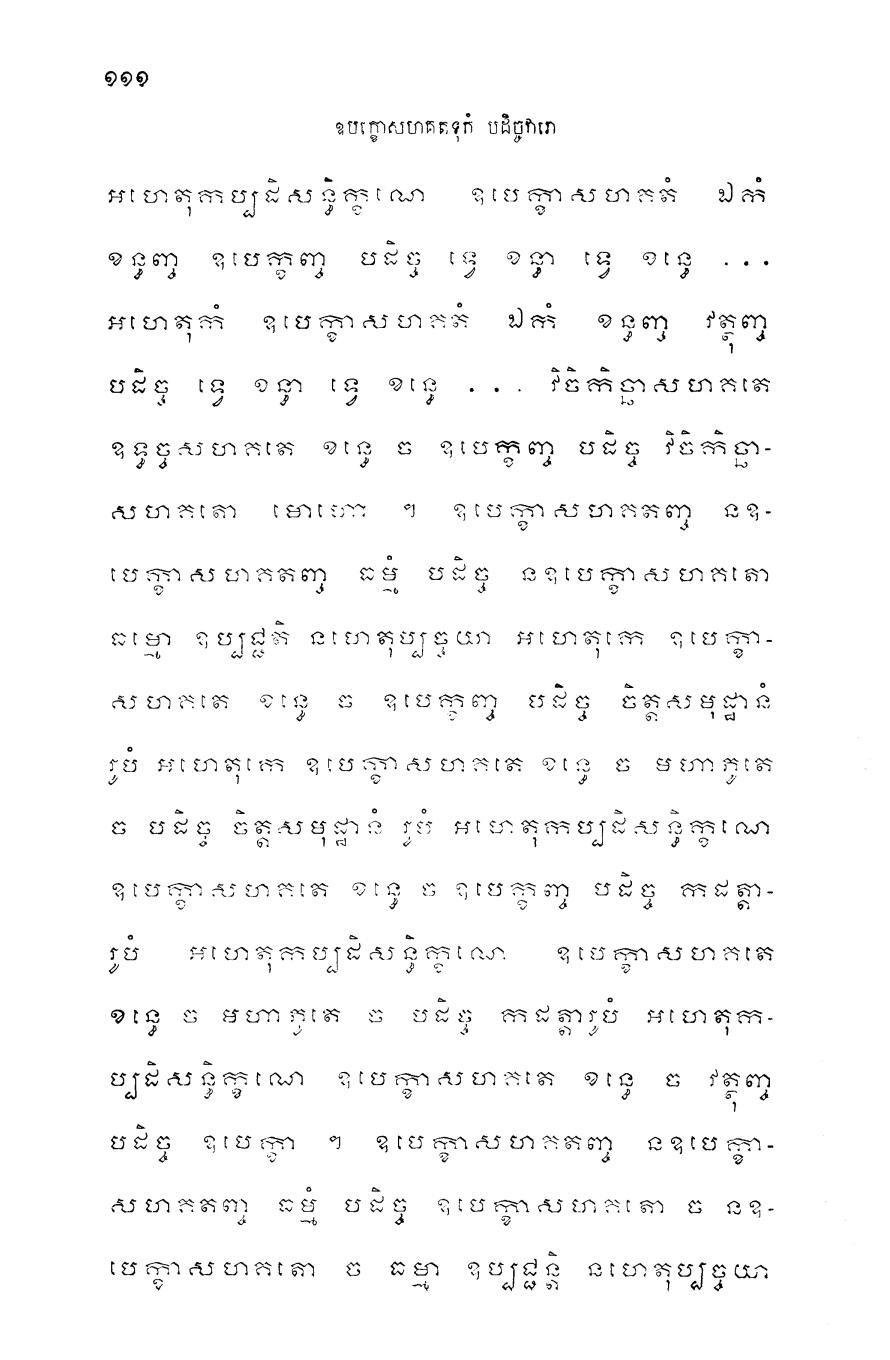 ១១១
ឧបេក្ខាសហគតទុកំ បដិច្ចវារោ
អហេតុកប្បដិសន្ធិក្ខណេ ឧបេក្ខាសហគតំ ឯកំ
ខន្ធញ្ច ឧបេក្ខញ្ច បដិច្ច ទ្វេ ខន្ធា ទ្វេ ខន្ធេ ...
អហេតុកំ ឧបេក្ខាសហគតំ ឯកំ ខន្ធញ្ច វត្ថុញ្ច
បដិច្ច ទ្វេ ខន្ធា ទ្វេ ខន្ធេ ... វិចិកិច្ឆាសហគតេ
ឧទ្ធច្ចសហគតេ ខន្ធេ ច ឧបេក្ខញ្ច បដិច្ច វិចិកិច្ឆា-
សហគតោ មោហោ ។ ឧបេក្ខាសហគតញ្ច នឧ-
បេក្ខាសហគតញ្ច ធម្មំ បដិច្ច នឧបេក្ខាសហគតោ
ធម្មោ ឧប្បជ្ជតិ នហេតុប្បច្ចយា អហេតុកេ ឧបេក្ខា-
សហគតេ ខន្ធេ ច ឧបេក្ខញ្ច បដិច្ច ចិត្តសមុដ្ឋានំ
រូបំ អហេតុកេ ឧបេក្ខាសហគតេ ខន្ធេ ច មហាភូតេ
ច បដិច្ច ចិត្តសមុដ្ឋានំ រូបំ អហេតុកប្បដិសន្ធិក្ខណេ
ឧបេក្ខាសហគតេ ខន្ធេ ច ឧបេក្ខញ្ច បដិច្ច កដត្តា-
រូបំ អហេតុកប្បដិសន្ធិក្ខណេ ឧបេក្ខាសហគតេ
ខន្ធេ ច មហាភូតេ ច បដិច្ច កដត្តារូបំ អហេតុក-
ប្បដិសន្ធិក្ខណេ ឧបេក្ខាសហគតេ ខន្ធេ ច វត្ថុញ្ច
បដិច្ច ឧបេក្ខា ។ ឧបេក្ខាសហគតញ្ច នឧបេក្ខា-
សហគតញ្ច ធម្មំ បដិច្ច ឧបេក្ខាសហគតោ ច នឧ-
បេក្ខាសហគតោ ច ធម្មា ឧប្បជ្ជន្តិ នហេតុប្បច្ចយា